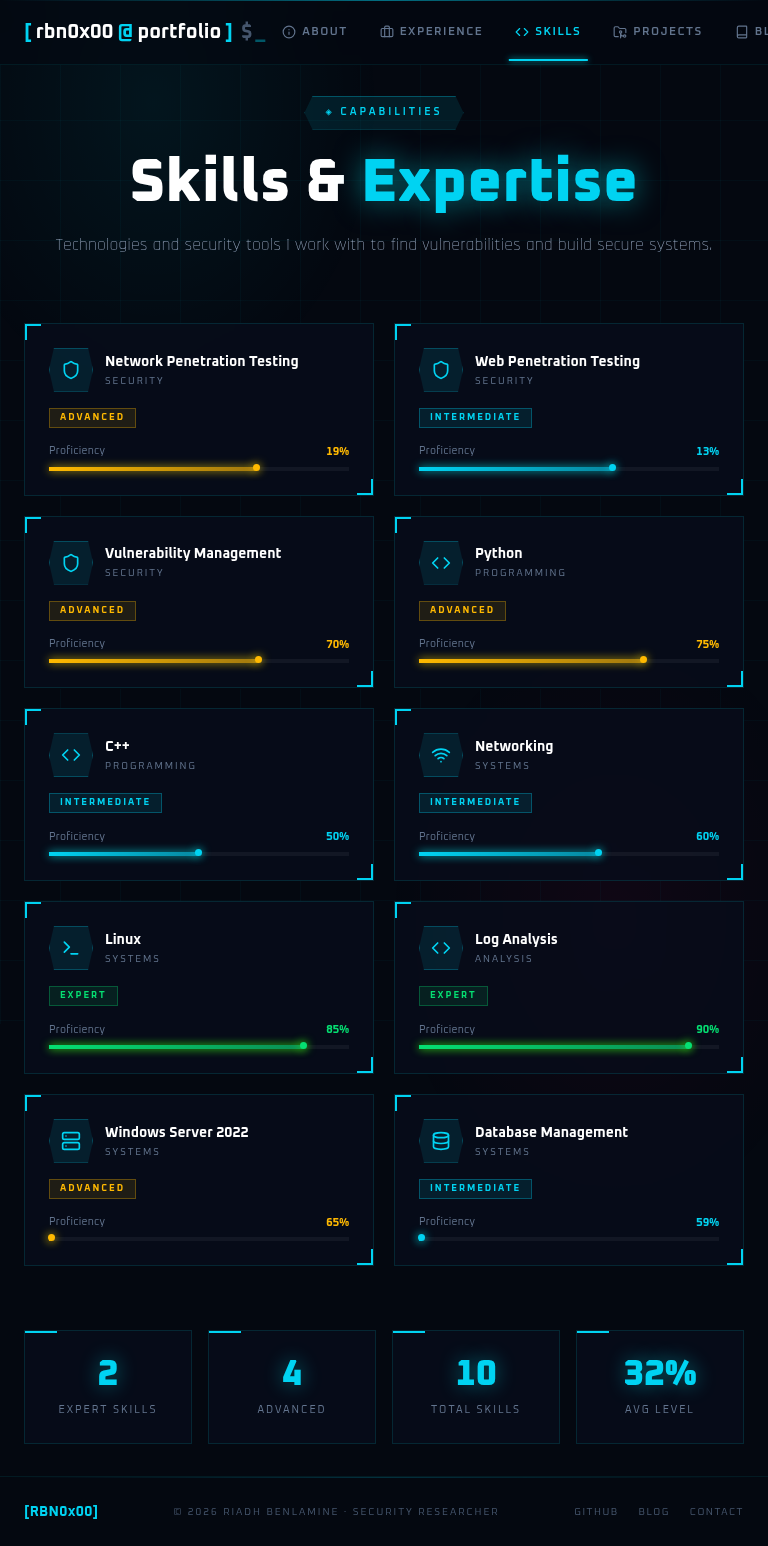 [ rbn0x00 @ portfolio ] $_
ABOUT
EXPERIENCE
SKILLS
PROJECTS
BL
◈ CAPABILITIES
Skills & Expertise
Technologies and security tools I work with to find vulnerabilities and build secure systems.
Network Penetration Testing
SECURITY
ADVANCED
Proficiency 19%
Web Penetration Testing
SECURITY
INTERMEDIATE
Proficiency 13%
Vulnerability Management
SECURITY
ADVANCED
Proficiency 70%
Python
PROGRAMMING
ADVANCED
Proficiency 75%
C++
PROGRAMMING
INTERMEDIATE
Proficiency 50%
Networking
SYSTEMS
INTERMEDIATE
Proficiency 60%
Linux
SYSTEMS
EXPERT
Proficiency 85%
Log Analysis
ANALYSIS
EXPERT
Proficiency 90%
Windows Server 2022
SYSTEMS
ADVANCED
Proficiency 65%
Database Management
SYSTEMS
INTERMEDIATE
Proficiency 59%
2
EXPERT SKILLS
4
ADVANCED
10
TOTAL SKILLS
32%
AVG LEVEL
[RBN0x00]
© 2026 RIADH BENLAMINE · SECURITY RESEARCHER
GITHUB
BLOG
CONTACT